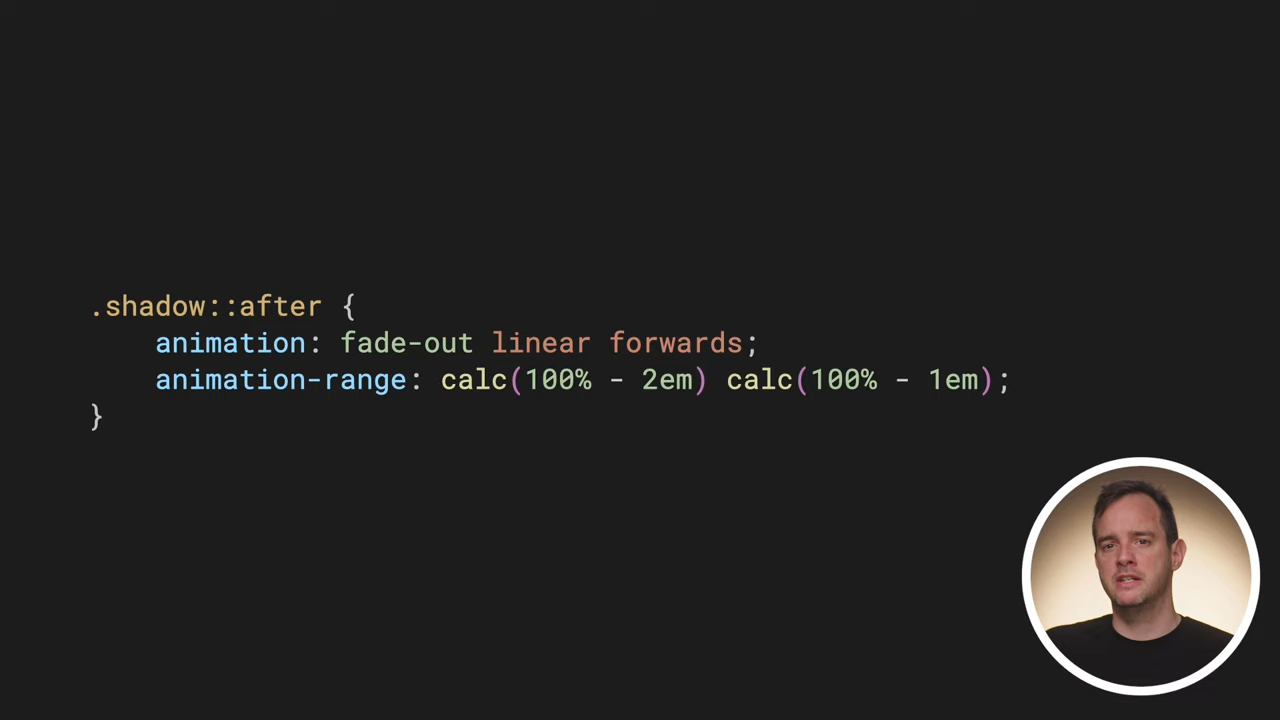 .shadow::after {
    animation: fade-out linear forwards;
    animation-range: calc(100% - 2em) calc(100% - 1em);
}